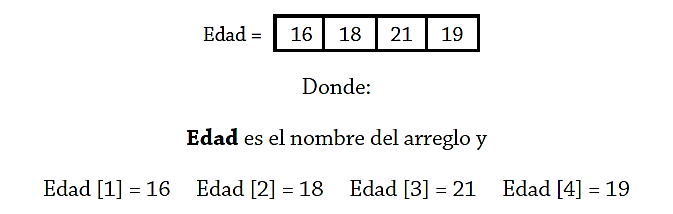 Edad = 16 18 21 19
Donde:
Edad es el nombre del arreglo y
Edad [1] = 16 Edad [2] = 18 Edad [3] = 21 Edad [4] = 19